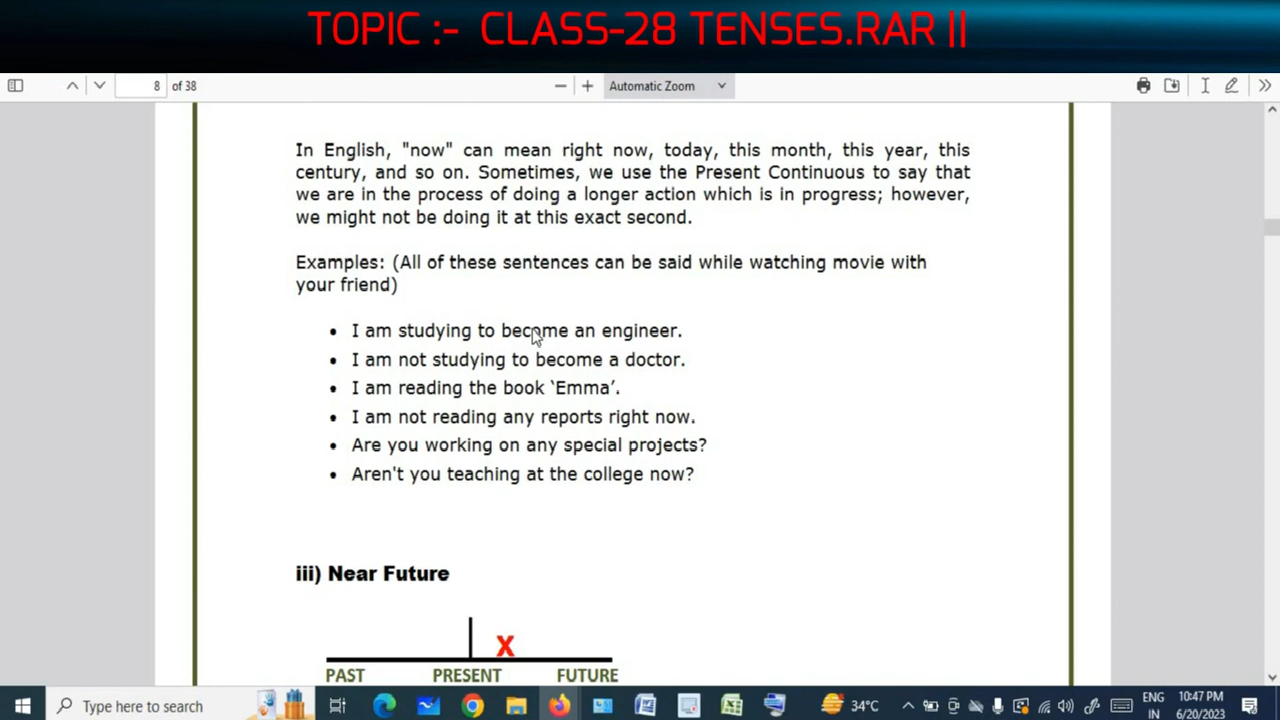 TOPIC :- CLASS-28 TENSES.RAR ||
8 of 38
Automatic Zoom
In English, "now" can mean right now, today, this month, this year, this
century, and so on. Sometimes, we use the Present Continuous to say that
we are in the process of doing a longer action which is in progress; however,
we might not be doing it at this exact second.
Examples: (All of these sentences can be said while watching movie with
your friend)
• I am studying to become an engineer.
• I am not studying to become a doctor.
• I am reading the book ‘Emma’.
• I am not reading any reports right now.
• Are you working on any special projects?
• Aren't you teaching at the college now?
iii) Near Future
X
PAST PRESENT FUTURE
Type here to search
34°C
ENG
IN
10:47 PM
6/20/2023